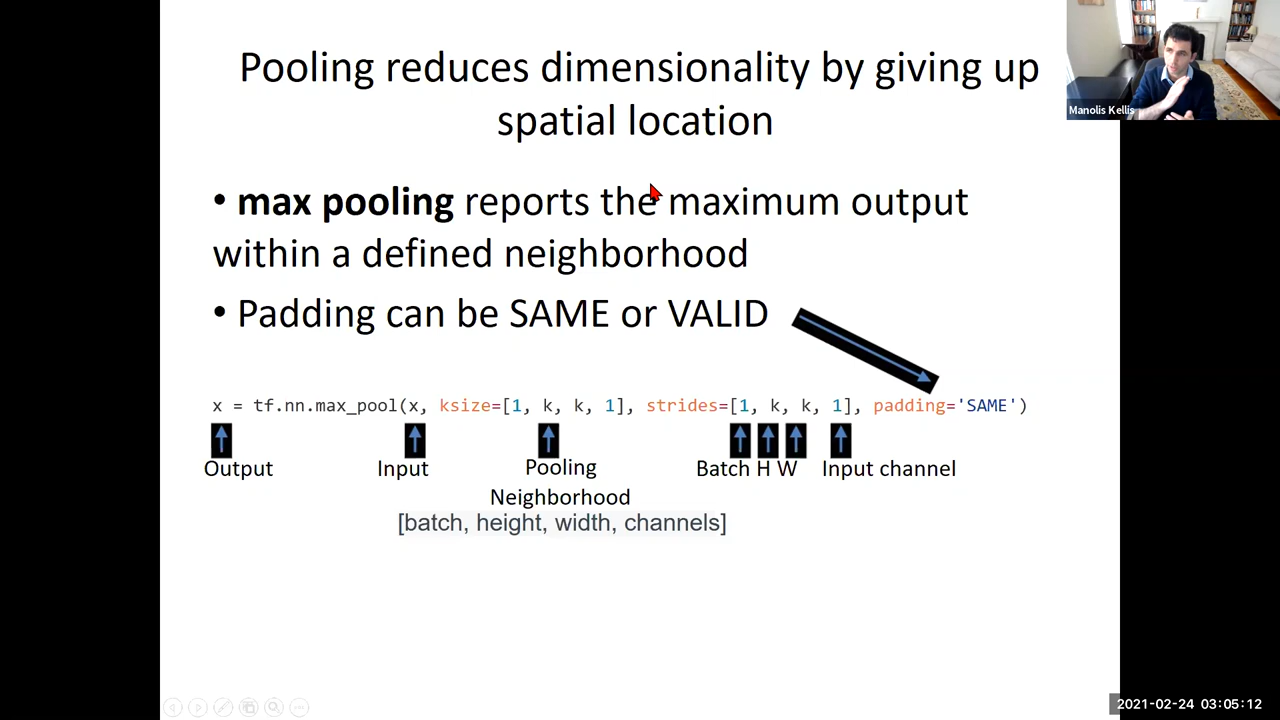 Pooling reduces dimensionality by giving up
spatial location
Manolis Kellis
• max pooling reports the maximum output
within a defined neighborhood
• Padding can be SAME or VALID
x = tf.nn.max_pool(x, ksize=[1, k, k, 1], strides=[1, k, k, 1], padding='SAME')
Output Input Pooling Batch H W Input channel
Neighborhood
[batch, height, width, channels]
2021-02-24 03:05:12